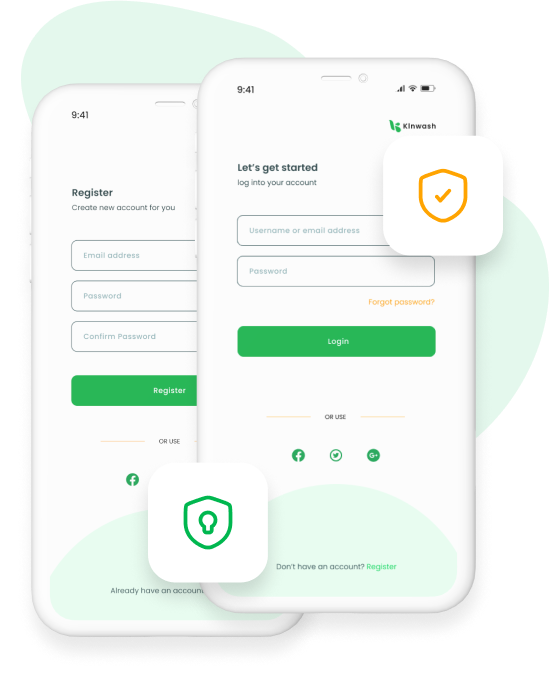 9:41
Register
Create new account for you
Email address
Password
Confirm Password
Register
OR USE
Already have an account
9:41
Kinwash
Let's get started
log into your account
Username or email address
Password
Forgot password?
Login
OR USE
G+
Don't have an account? Register